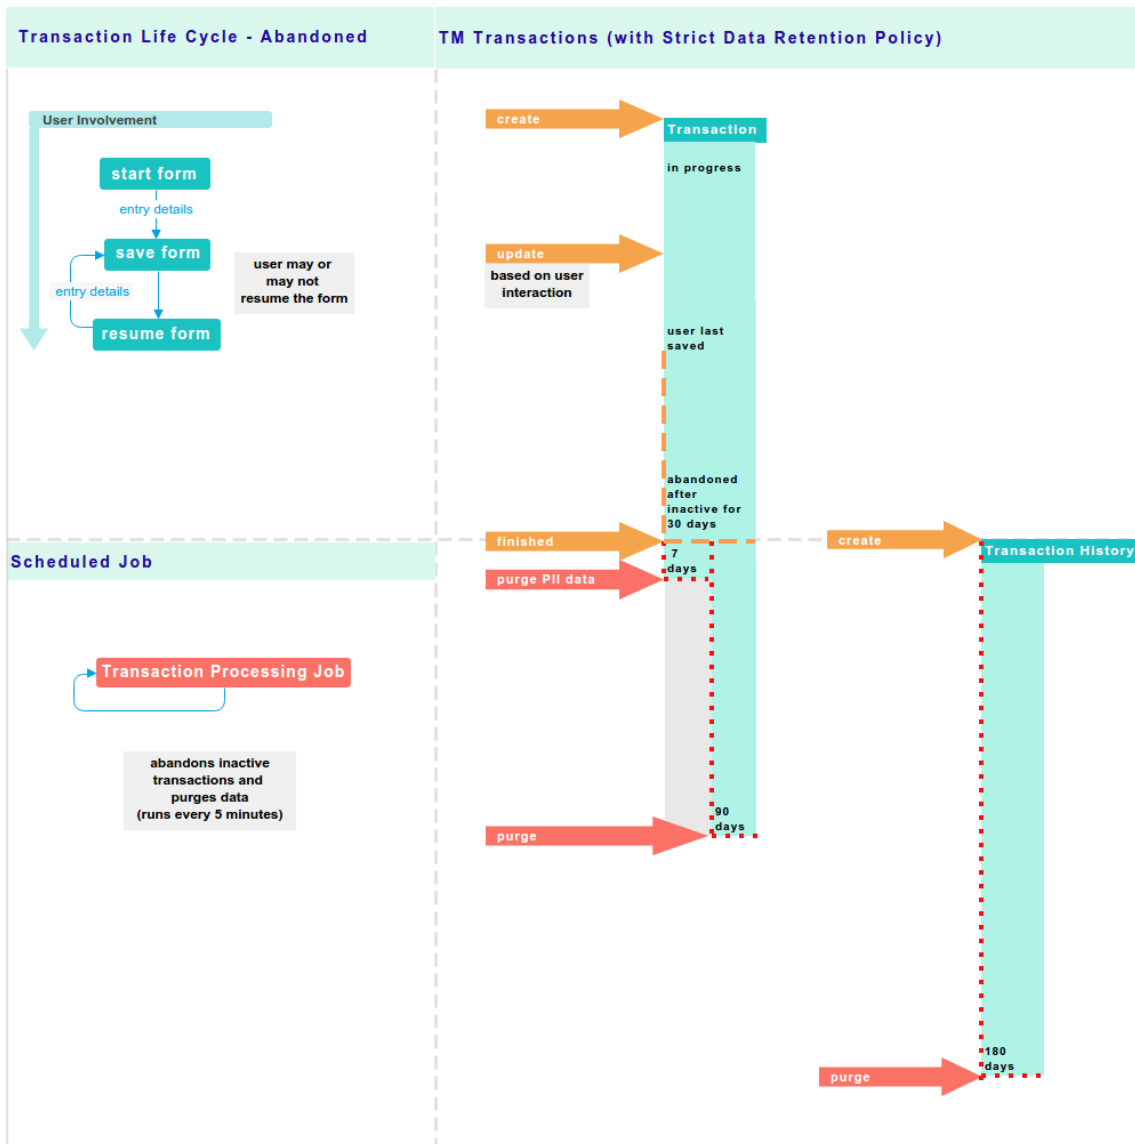 Transaction Life Cycle - Abandoned
TM Transactions (with Strict Data Retention Policy)
User Involvement
start form
entry details
save form
entry details
resume form
user may or
may not
resume the form
create
Transaction
in progress
update
based on user
interaction
user last
saved
abandoned
after
inactive for
30 days
finished
create
Transaction History
7
days
purge PII data
Scheduled Job
Transaction Processing Job
abandons inactive
transactions and
purges data
(runs every 5 minutes)
90
days
purge
180
days
purge